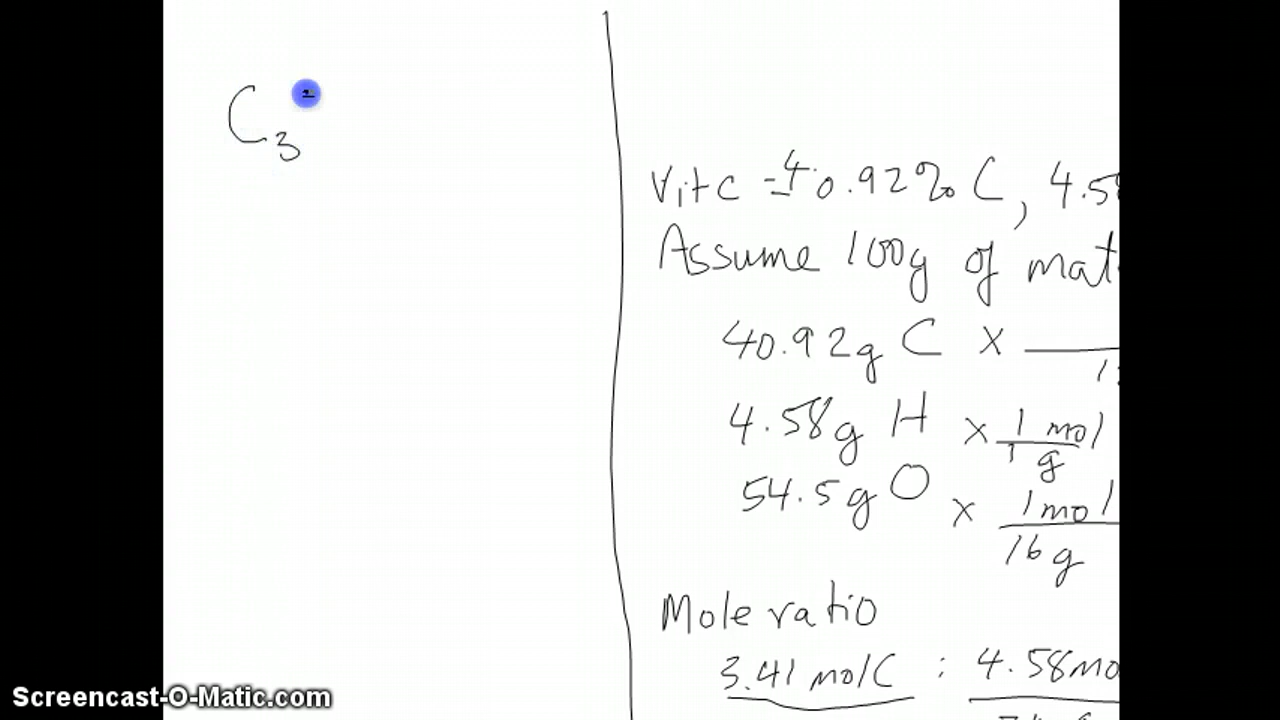 C3
Vit C = 40.92% C, 4.58
Assume 100g of mat
40.92g C X
4.58g H X 1 mol
1 g
54.5g O X 1 mol
16 g
Mole ratio
3.41 mol C : 4.58 mo
Screencast-O-Matic.com